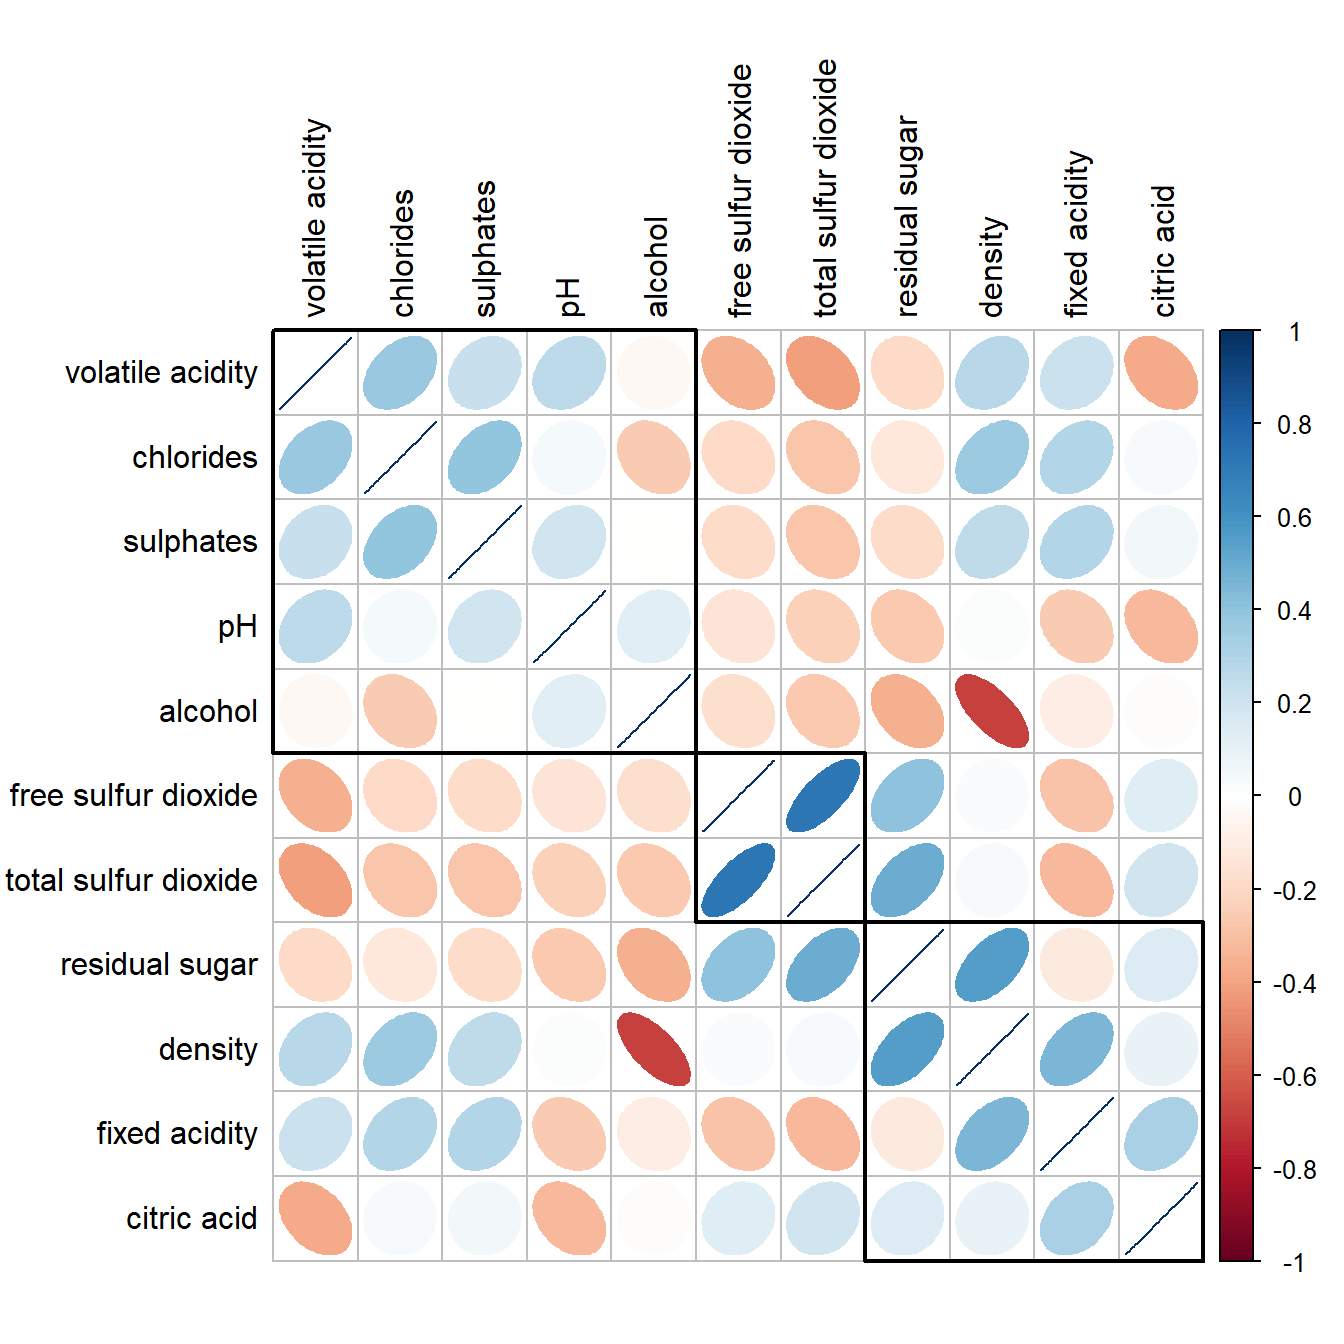 volatile acidity
chlorides
sulphates
pH
alcohol
free sulfur dioxide
total sulfur dioxide
residual sugar
density
fixed acidity
citric acid
volatile acidity
chlorides
sulphates
pH
alcohol
free sulfur dioxide
total sulfur dioxide
residual sugar
density
fixed acidity
citric acid
1
0.8
0.6
0.4
0.2
0
-0.2
-0.4
-0.6
-0.8
-1